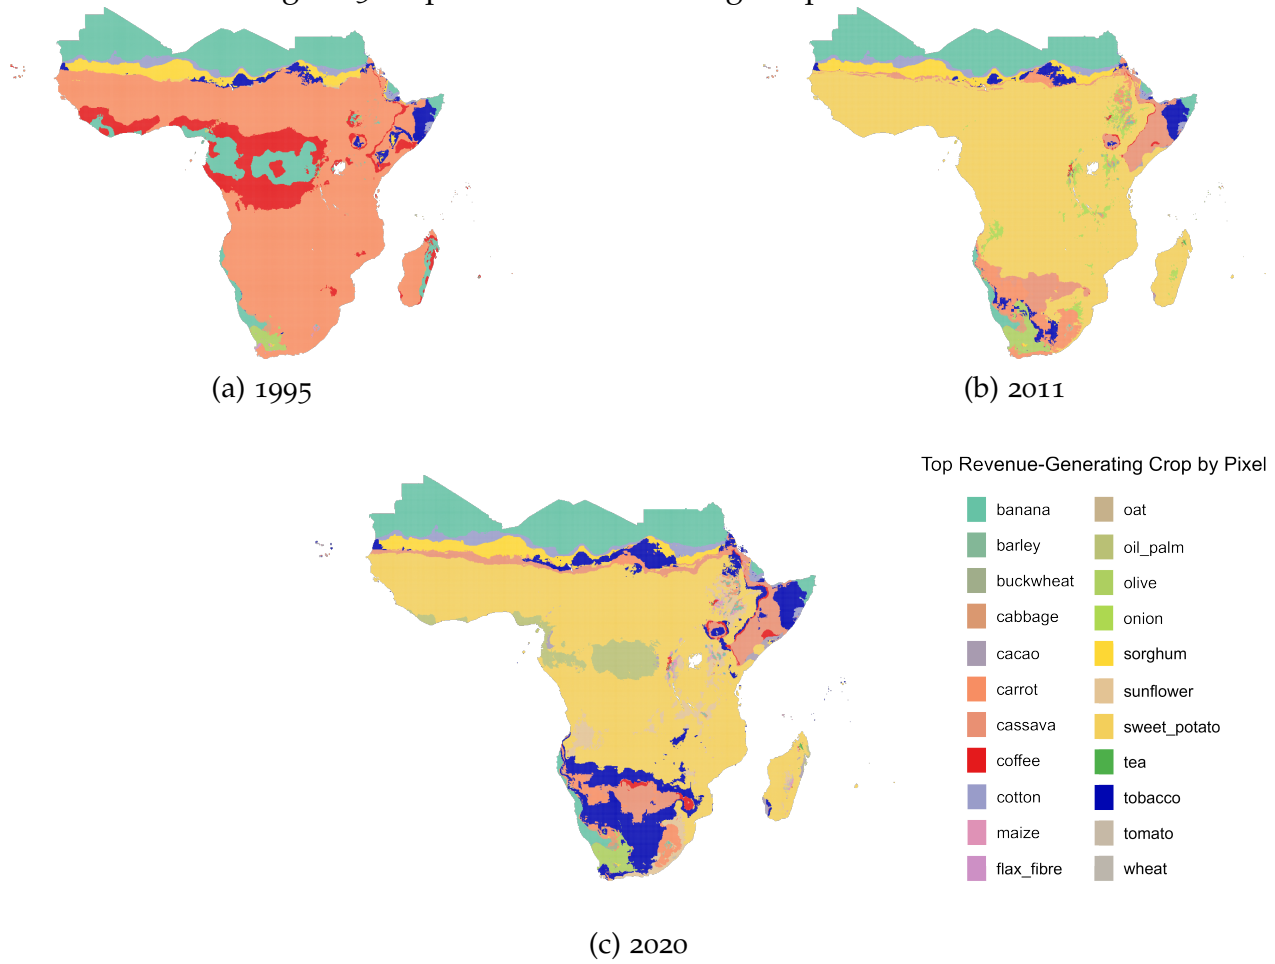 (a) 1995
(b) 2011
Top Revenue-Generating Crop by Pixel
banana
barley
buckwheat
cabbage
cacao
carrot
cassava
coffee
cotton
maize
flax_fibre
oat
oil_palm
olive
onion
sorghum
sunflower
sweet_potato
tea
tobacco
tomato
wheat
(c) 2020